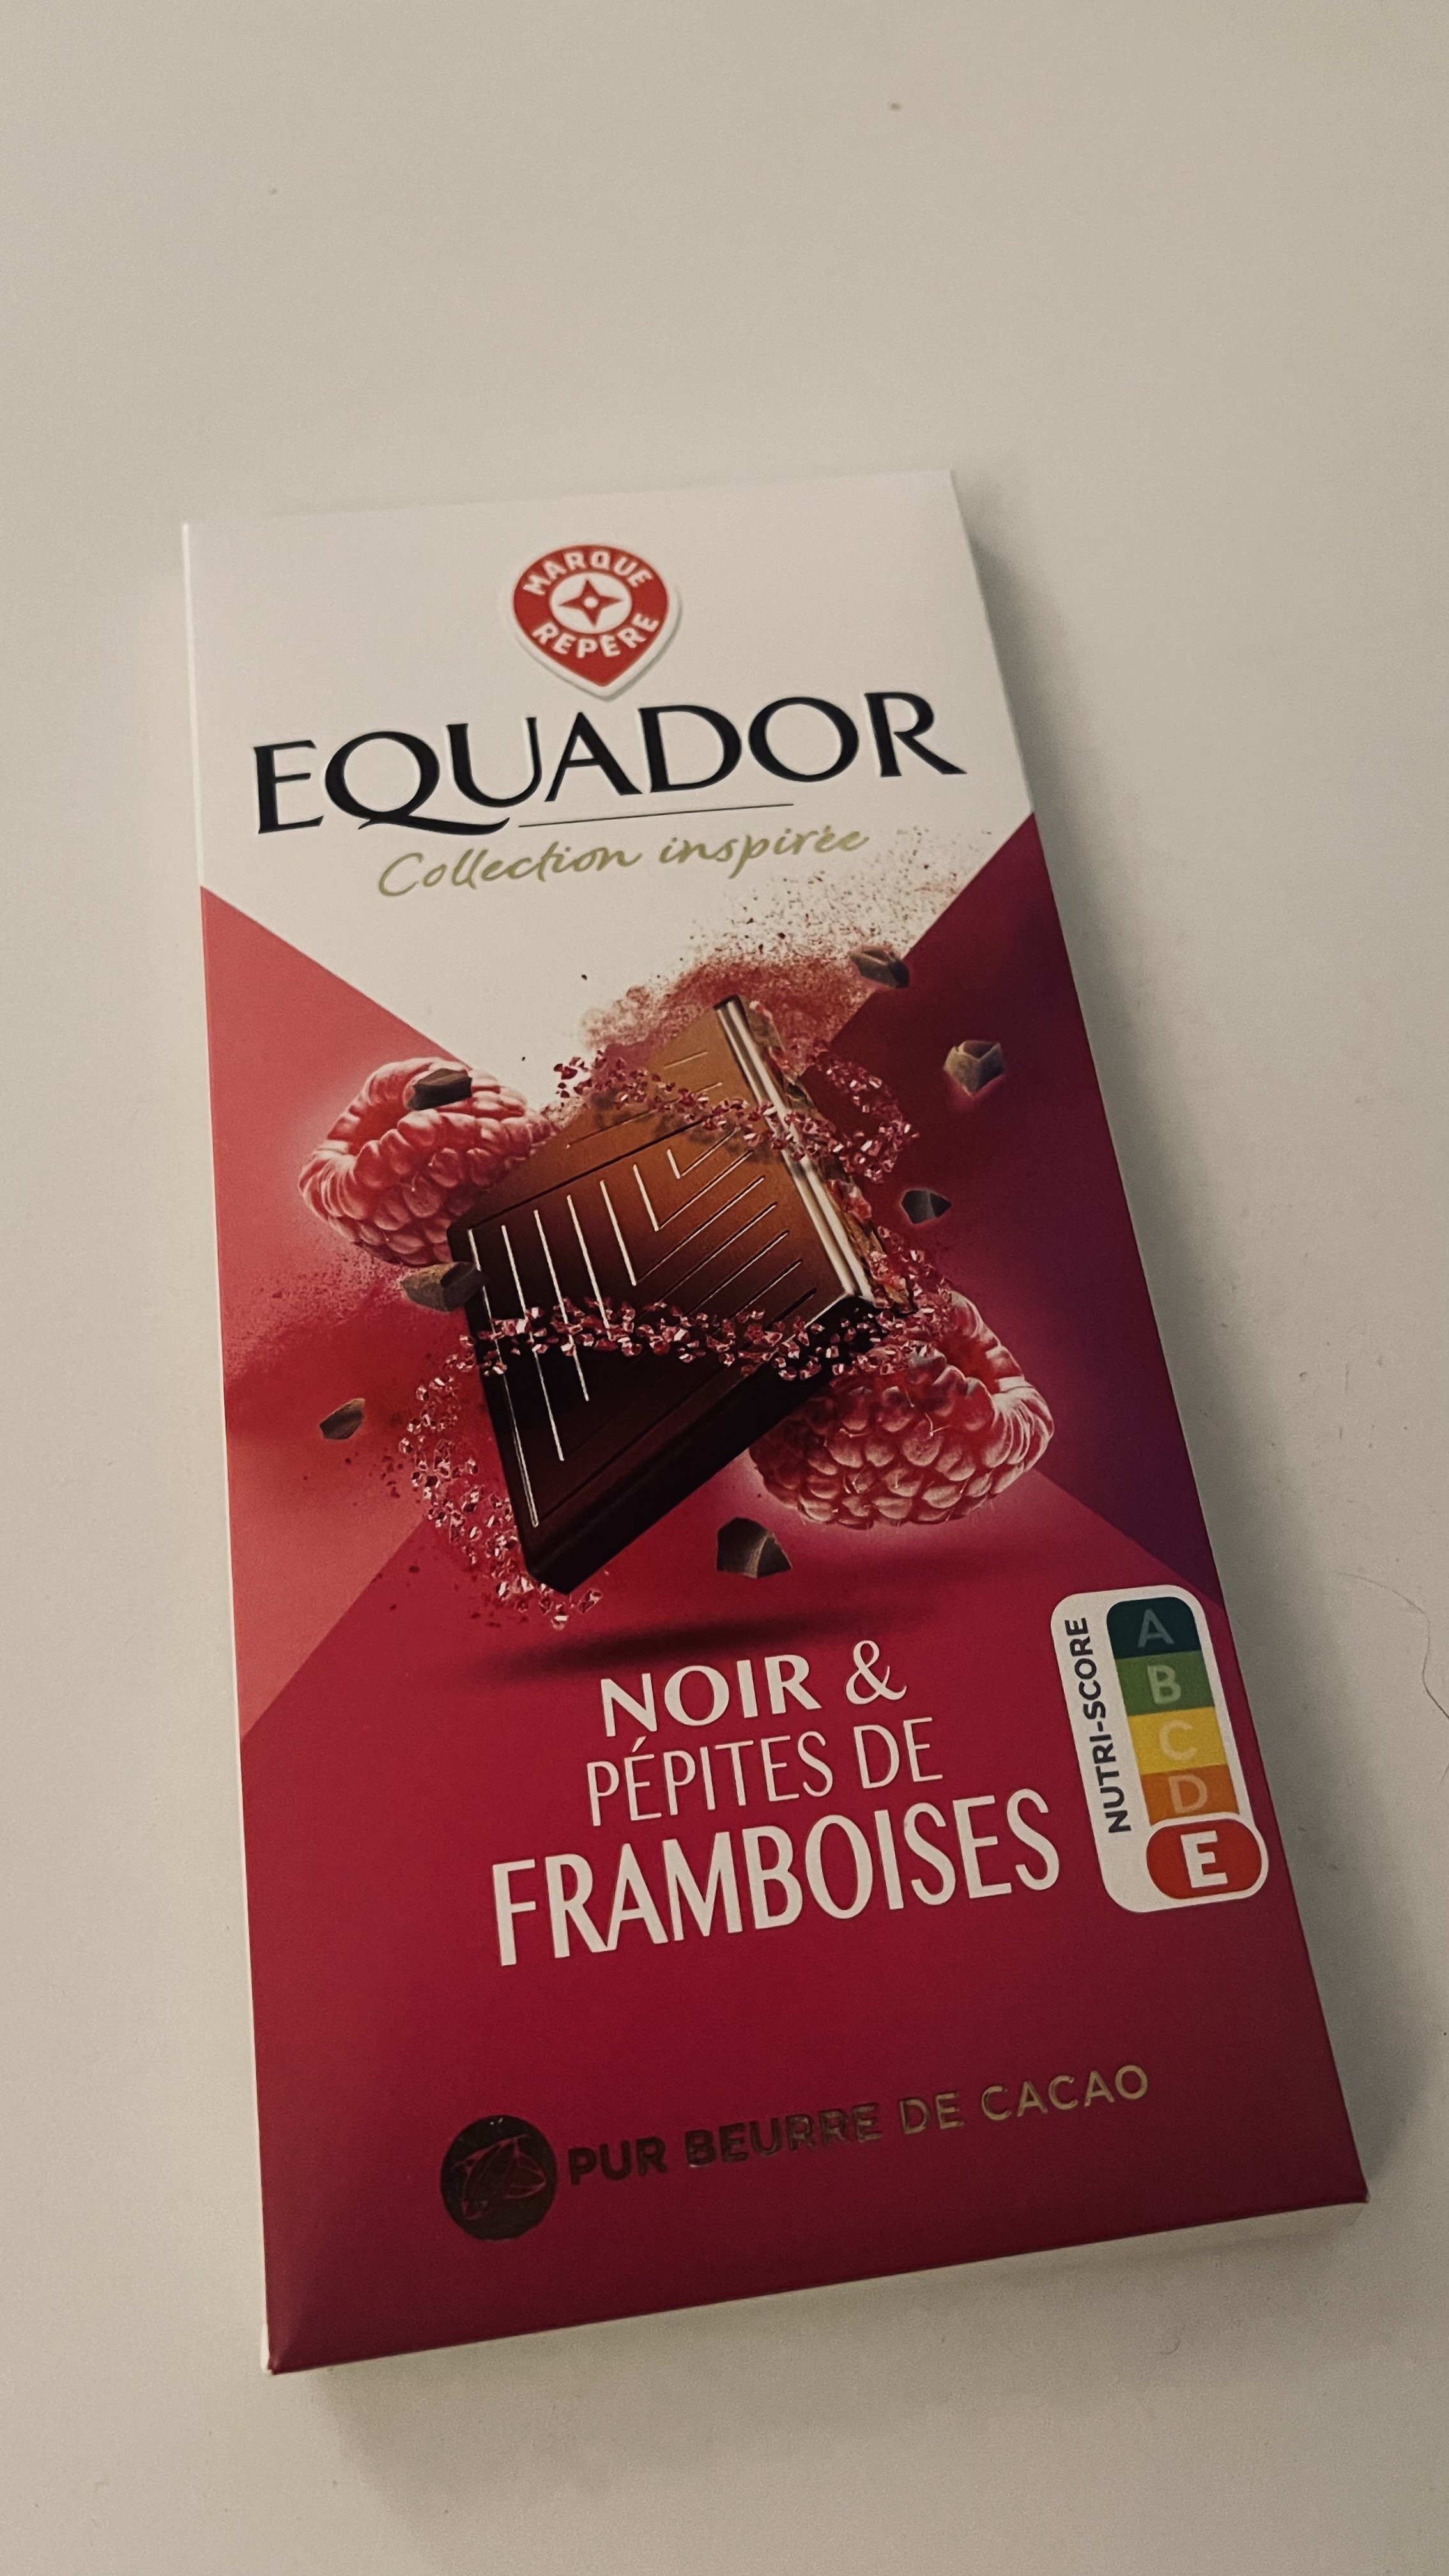 MARQUE
REPÈRE
EQUADOR
Collection inspirée
NOIR &
PÉPITES DE
FRAMBOISES
NUTRI-SCORE
A
B
C
D
E
PUR BEURRE DE CACAO